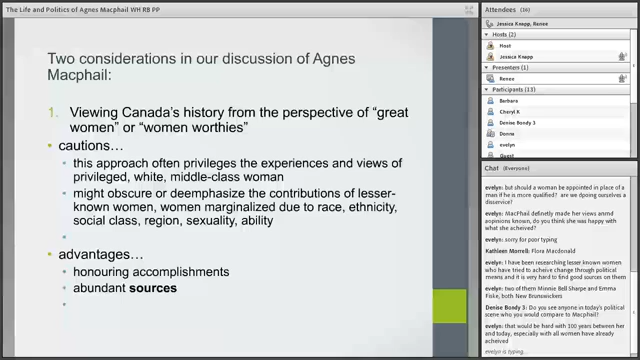 The Life and Politics of Agnes Macphail WH RB PP
Two considerations in our discussion of Agnes
Macphail:
1. Viewing Canada's history from the perspective of "great
women" or "women worthies"
• cautions…
• this approach often privileges the experiences and views of
privileged, white, middle-class woman
• might obscure or deemphasize the contributions of lesser-
known women, women marginalized due to race, ethnicity,
social class, region, sexuality, ability
•
• advantages…
• honouring accomplishments
• abundant sources
•
Attendees (16)
Jessica Knapp, Renee
Hosts (2)
Host
Jessica Knapp
Presenters (1)
Renee
Participants (13)
Barbara
Cheryl K
Denise Bondy 3
Donna
evelyn
Guest
Chat (Everyone)
evelyn: but should a woman be appointed in place of a
man if he is more qualified? are we dpoing ourselves a
disservice?
evelyn: MacPhail definietly made her views anmd
popinions known, do you think she was happy with
what she acheived?
evelyn: sorry for poor typing
Kathleen Morrell: Flora Macdonald
evelyn: I have been researching lesser known women
who have tried to acheive change through political
means and it is very hard to find good sources on them
evelyn: two of them Minnie Bell Sharpe and Emma
Fiske, both New Brunswickers
Denise Bondy 3: Do you see anyone in today's political
scene who you would compare to Macphail?
evelyn: that would be hard with 100 years between her
and today, especially with all women have already
acheived
evelyn is typing...